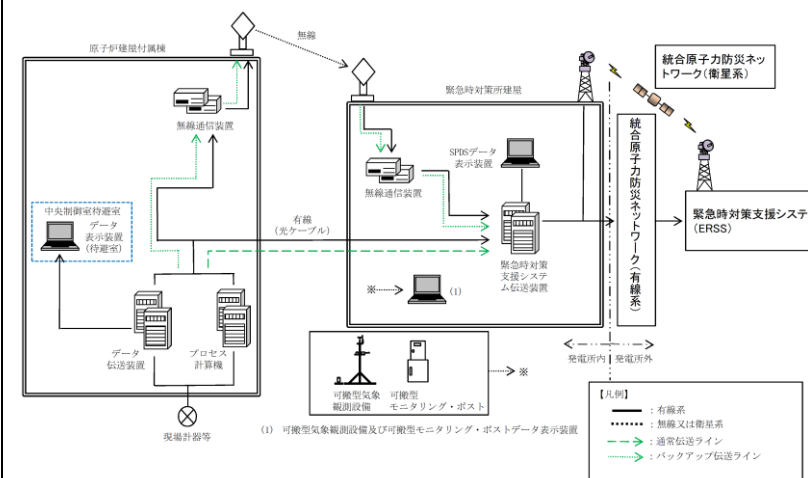 原子炉建屋付属棟
無線
無線通信装置
中央制御室待避室
データ
表示装置
(待避室)
データ
伝送装置
プロセス
計算機
現場計器等
有線
(光ケーブル)
緊急時対策所建屋
無線通信装置
SPDSデータ
表示装置
緊急時対策
支援システ
ム伝送装置
※
(1)
可搬型気象
観測設備
可搬型
モニタリング・ポスト
※
(1) 可搬型気象観測設備及び可搬型モニタリング・ポストデータ表示装置
統合原子力防災ネッ
トワーク(衛星系)
統合原子力防災ネットワーク(有線系)
緊急時対策支援システ
(ERSS)
発電所内
発電所外
【凡例】
:有線系
:無線又は衛星系
:通常伝送ライン
:バックアップ伝送ライン